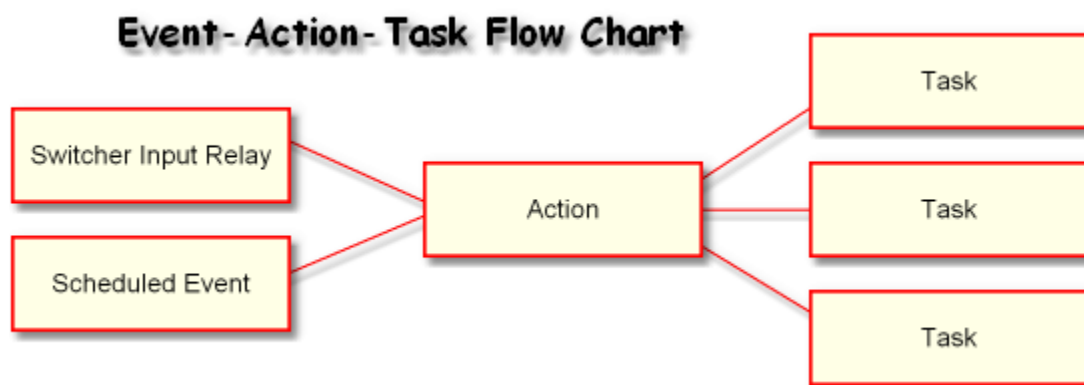 Event-Action-Task Flow Chart
Switcher Input Relay
Scheduled Event
Action
Task
Task
Task